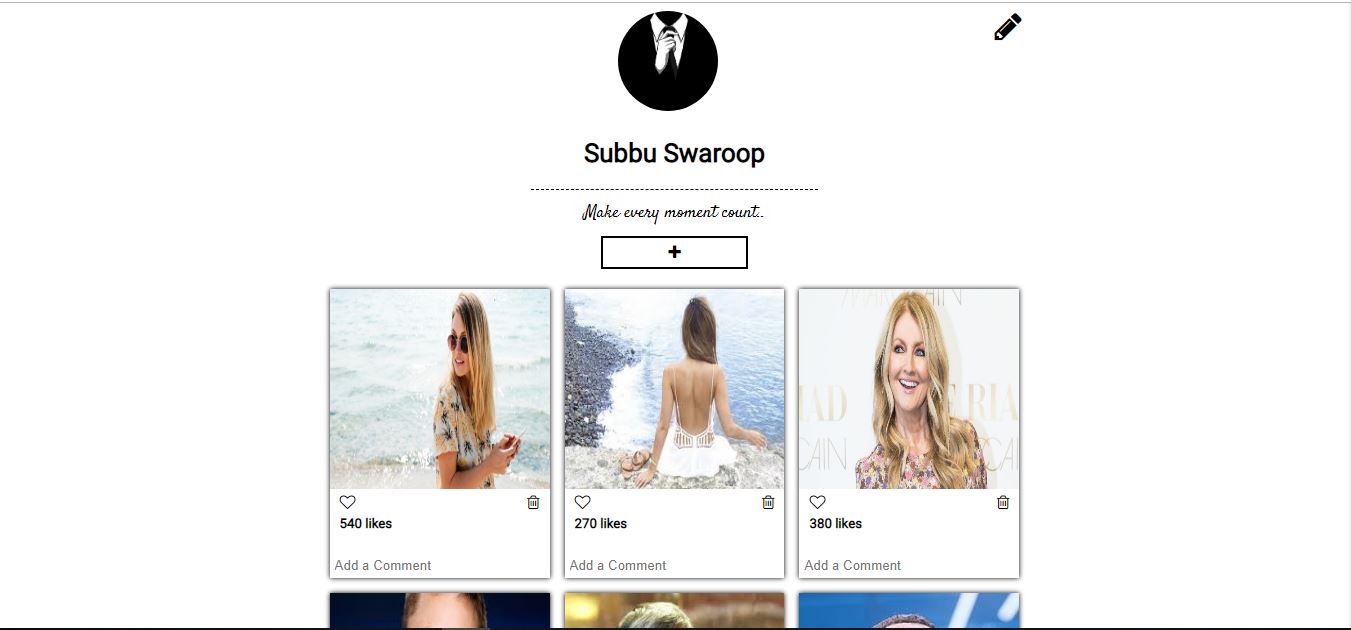 Subbu Swaroop
Make every moment count..
+
540 likes
270 likes
380 likes
Add a Comment
Add a Comment
Add a Comment